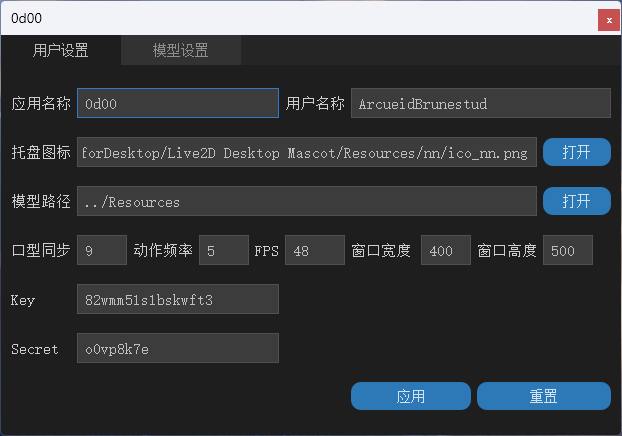 0d00
x
用户设置 模型设置
应用名称 0d00 用户名称 ArcueidBrunestud
托盘图标 forDesktop/Live2D Desktop Mascot/Resources/nn/ico_nn.png 打开
模型路径 ../Resources 打开
口型同步 9 动作频率 5 FPS 48 窗口宽度 400 窗口高度 500
Key 82wmm51s1bskwft3
Secret o0vp8k7e
应用 重置